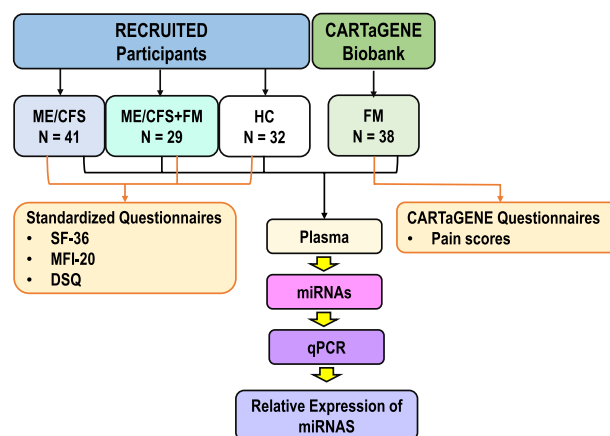 RECRUITED
Participants
CARTaGENE
Biobank
ME/CFS
N = 41
ME/CFS+FM
N = 29
HC
N = 32
FM
N = 38
Standardized Questionnaires
• SF-36
• MFI-20
• DSQ
Plasma
CARTaGENE Questionnaires
• Pain scores
miRNAs
qPCR
Relative Expression of
miRNAS